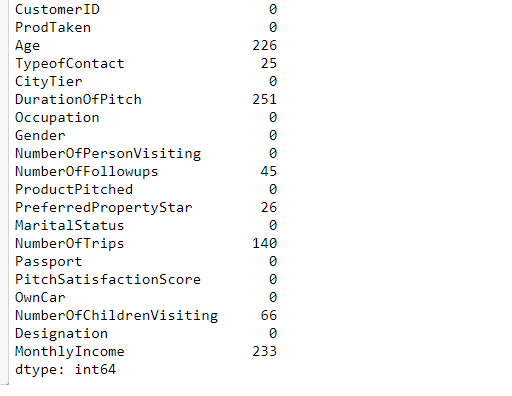 CustomerID 0
ProdTaken 0
Age 226
TypeofContact 25
CityTier 0
DurationOfPitch 251
Occupation 0
Gender 0
NumberOfPersonVisiting 0
NumberOfFollowups 45
ProductPitched 0
PreferredPropertyStar 26
MaritalStatus 0
NumberOfTrips 140
Passport 0
PitchSatisfactionScore 0
OwnCar 0
NumberOfChildrenVisiting 66
Designation 0
MonthlyIncome 233
dtype: int64